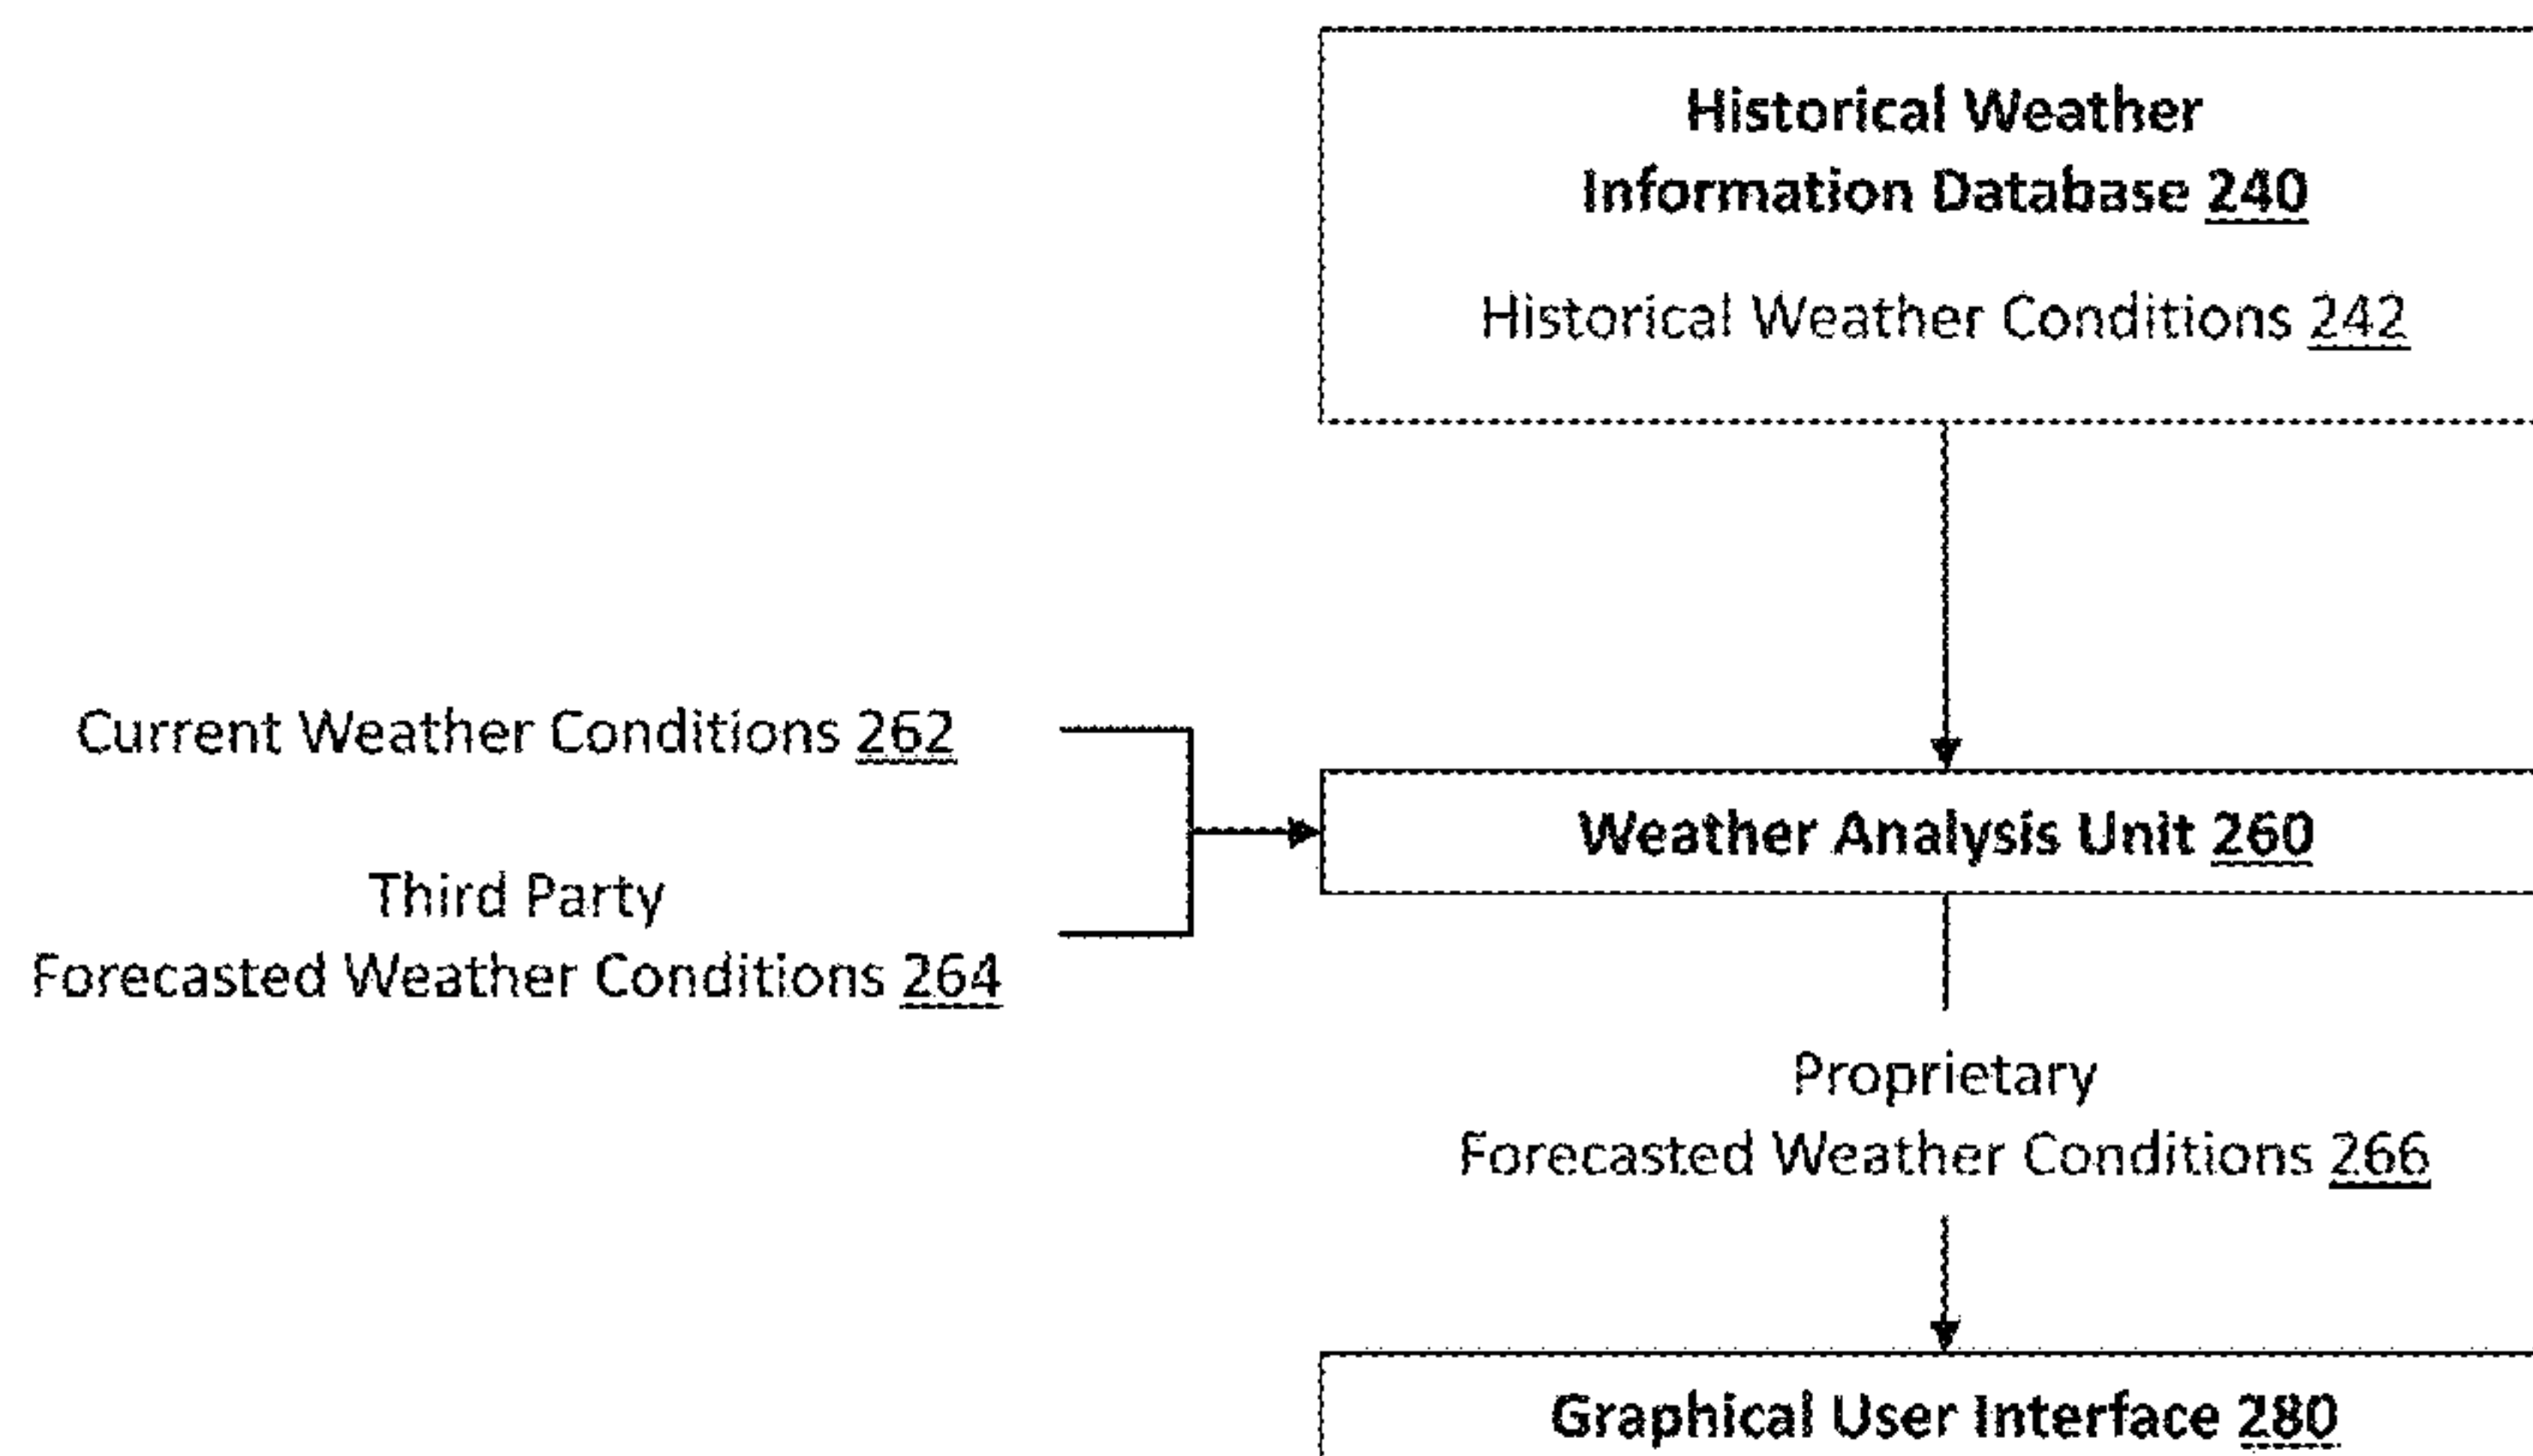 Historical Weather
Information Database 240
Historical Weather Conditions 242
Current Weather Conditions 262
Third Party
Forecasted Weather Conditions 264
Weather Analysis Unit 260
Proprietary
Forecasted Weather Conditions 266
Graphical User Interface 280